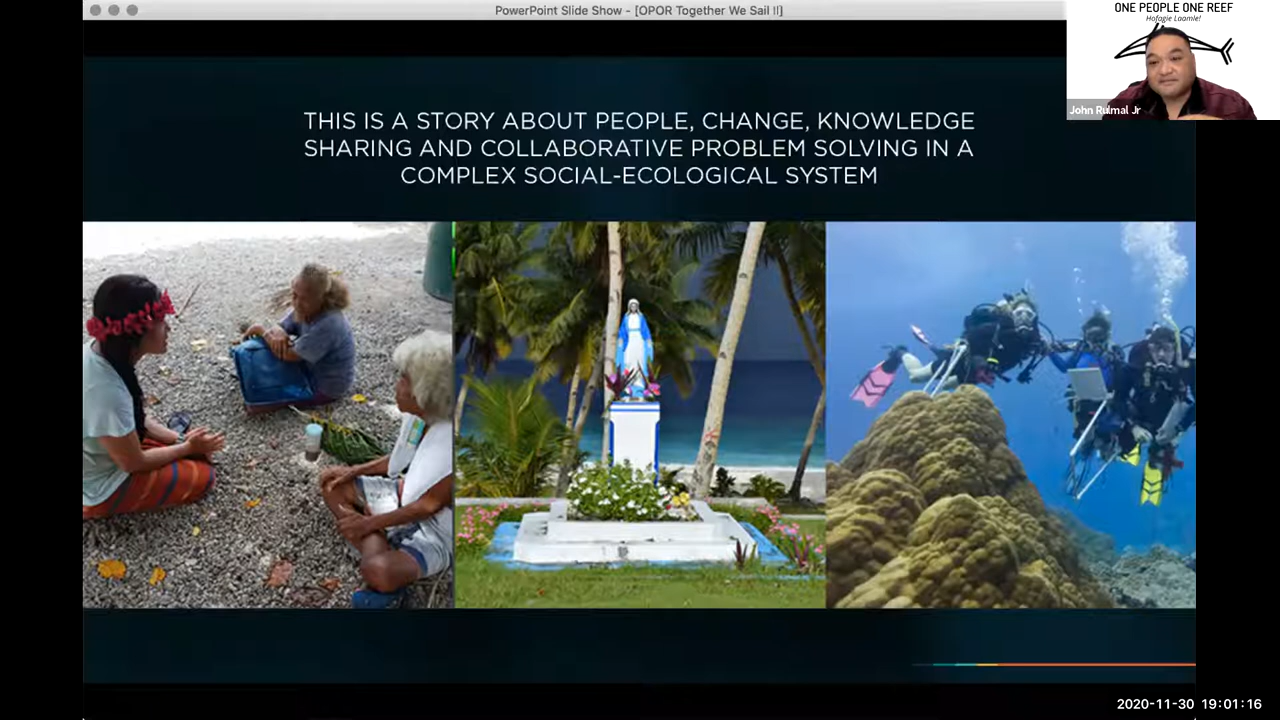 PowerPoint Slide Show - [OPOR Together We Sail II]
ONE PEOPLE ONE REEF
Hofagie Laamle!
John Rulmal Jr
THIS IS A STORY ABOUT PEOPLE, CHANGE, KNOWLEDGE
SHARING AND COLLABORATIVE PROBLEM SOLVING IN A
COMPLEX SOCIAL-ECOLOGICAL SYSTEM
2020-11-30 19:01:16